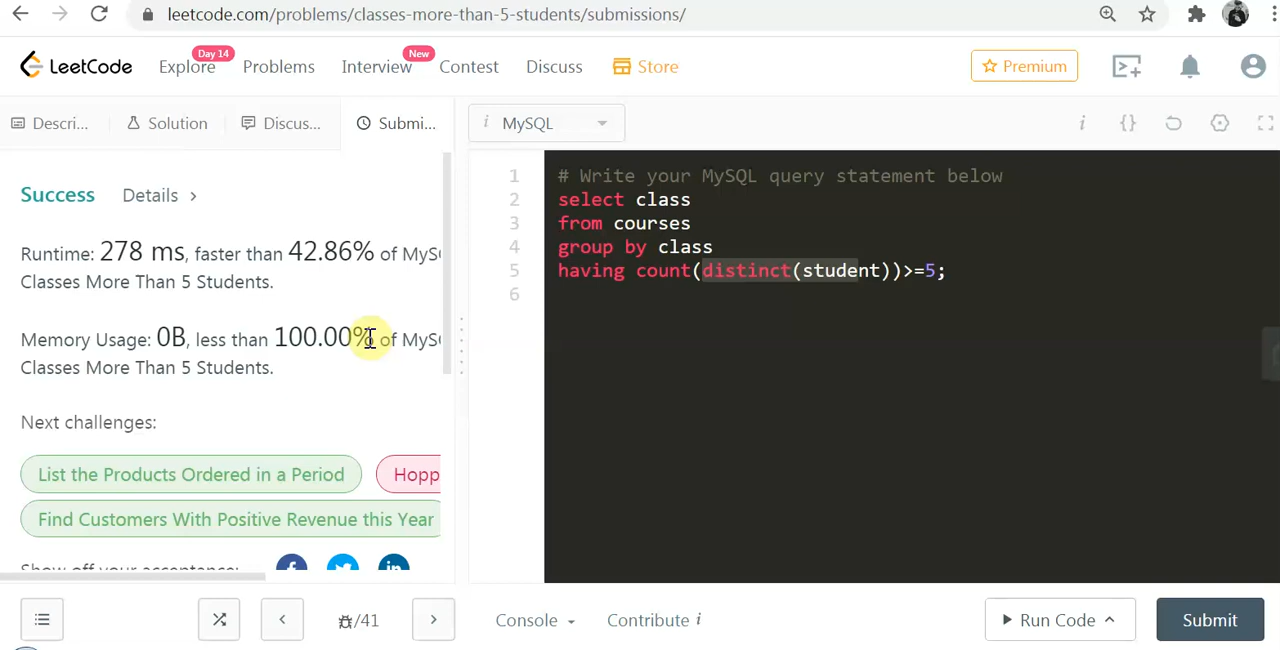 leetcode.com/problems/classes-more-than-5-students/submissions/
LeetCode
Explore
Day 14
Problems
Interview
New
Contest
Discuss
Store
Premium
Descri...
Solution
Discus...
Submi...
i MySQL
i {}
Success Details >
Runtime: 278 ms, faster than 42.86% of MyS
Classes More Than 5 Students.
Memory Usage: 0B, less than 100.00% of MyS
Classes More Than 5 Students.
Next challenges:
List the Products Ordered in a Period
Hopp
Find Customers With Positive Revenue this Year
Show off your acceptance:
1 # Write your MySQL query statement below
2 select class
3 from courses
4 group by class
5 having count(distinct(student))>=5;
6
/41
Console
Contribute i
Run Code
Submit